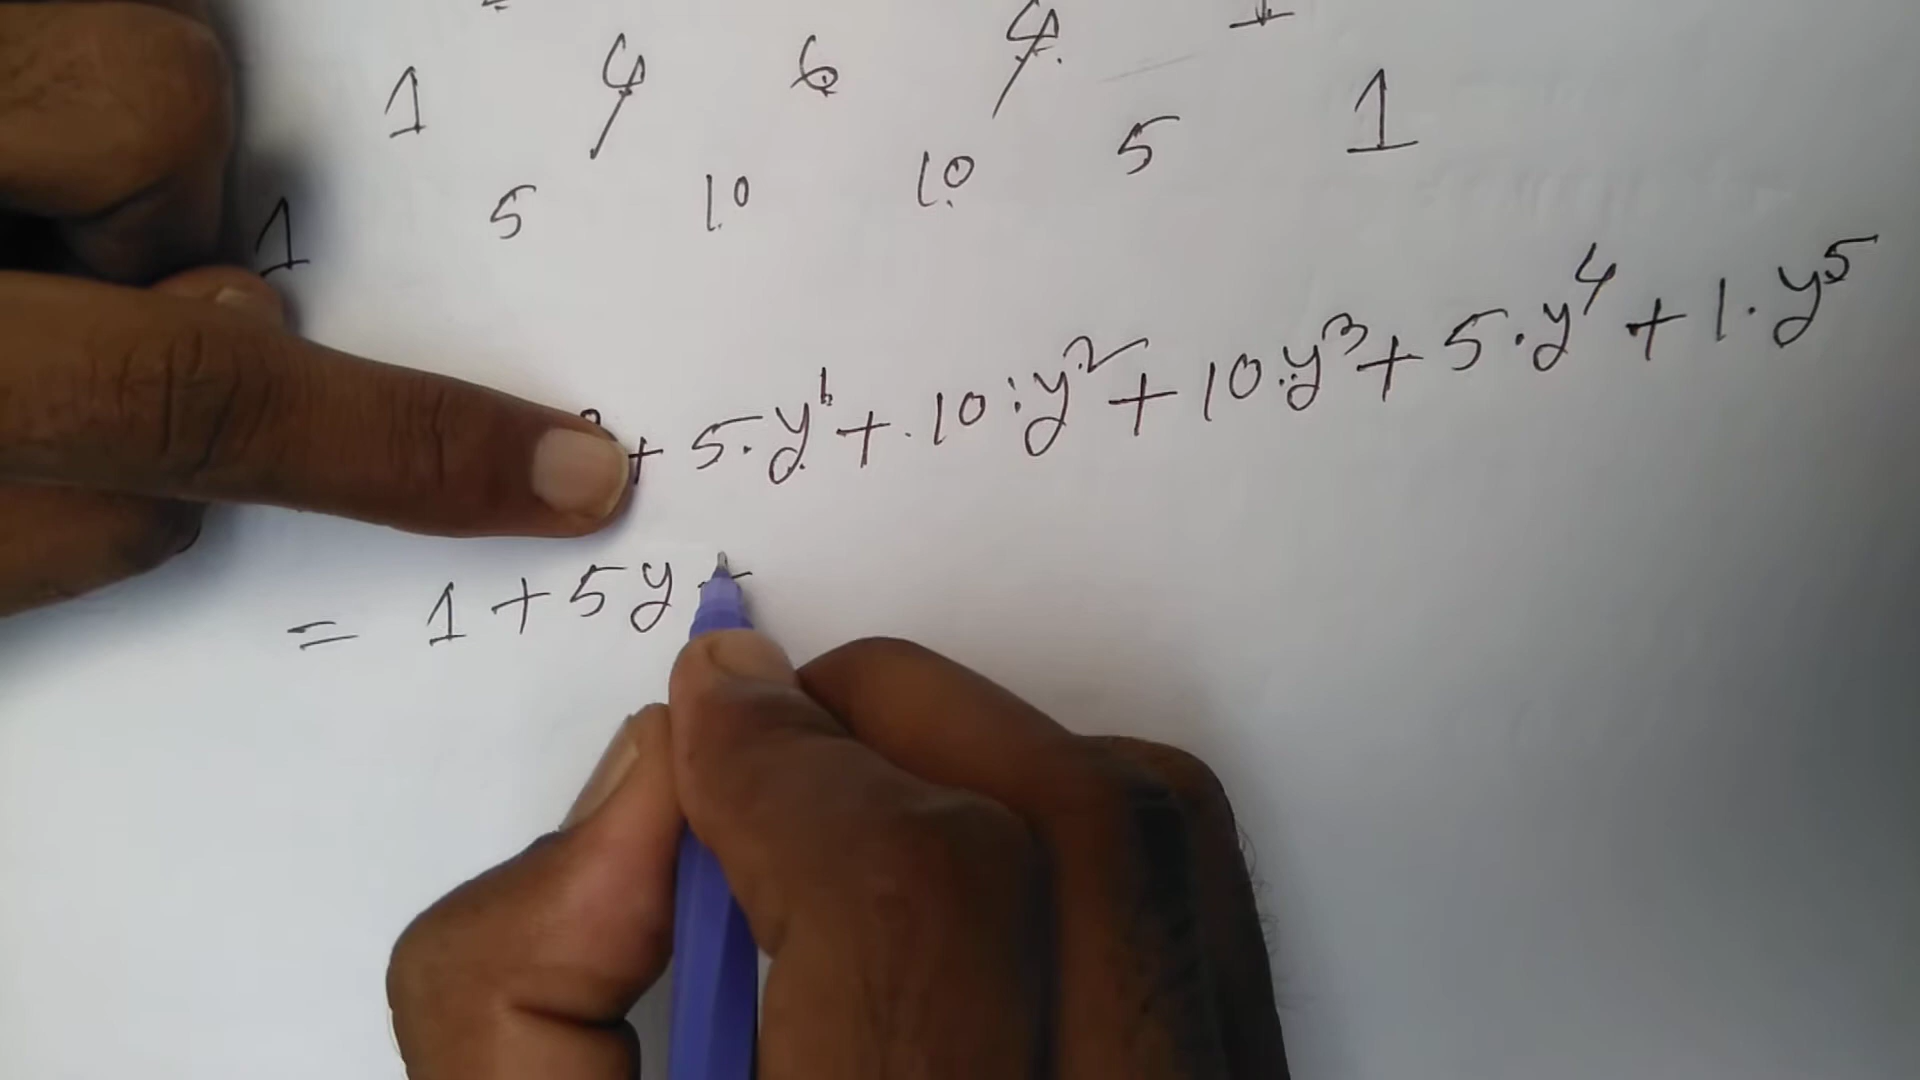 1 4 6 4 1
1 5 10 10 5 1
+ 5·y¹ + 10·y² + 10·y³ + 5·y⁴ + 1·y⁵
= 1 + 5y +